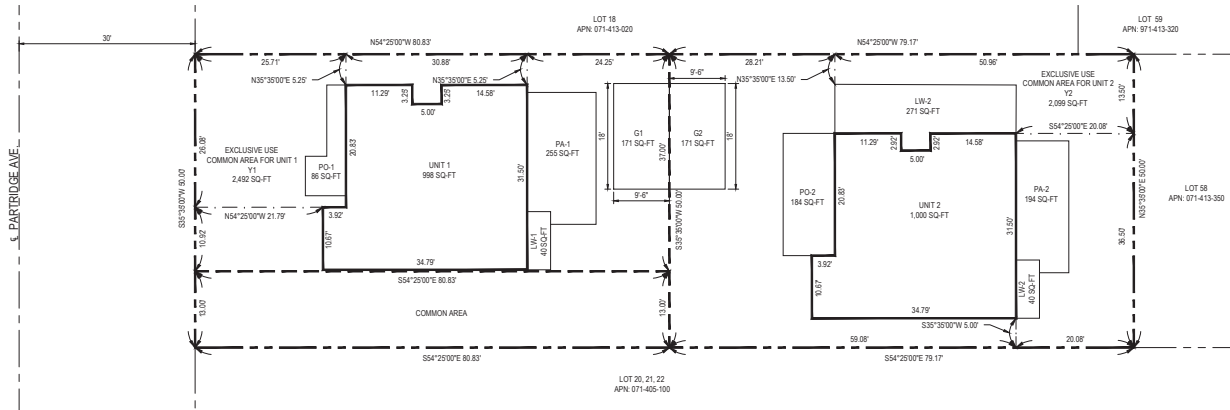 LOT 18
APN: 071-413-020
LOT 59
APN: 971-413-320
30'
N54°25'00"W 80.83'
N54°25'00"W 79.17'
25.71'
30.88'
24.25'
28.21'
50.96'
N35°35'00"E 5.25'
N35°35'00"E 5.25'
9'-6"
N35°35'00"E 13.50'
EXCLUSIVE USE
COMMON AREA FOR UNIT 2
Y2
2,099 SQ-FT
13.50'
11.29'
3.25'
3.25'
14.58'
5.00'
LW-2
271 SQ-FT
S54°25'00"E 20.08'
℄ PARTRIDGE AVE.
S35°35'00"W 50.00'
26.08'
EXCLUSIVE USE
COMMON AREA FOR UNIT 1
Y1
2,492 SQ-FT
PO-1
86 SQ-FT
20.83'
UNIT 1
998 SQ-FT
31.50'
PA-1
255 SQ-FT
18'
G1
171 SQ-FT
37.00'
G2
171 SQ-FT
18'
9'-6"
S35°35'00"W 50.00'
11.29'
2.92'
2.92'
14.58'
5.00'
PO-2
184 SQ-FT
20.83'
UNIT 2
1,000 SQ-FT
31.50'
PA-2
194 SQ-FT
36.50'
N35°35'00"E 50.00'
LOT 58
APN: 071-413-350
N54°25'00"W 21.79'
3.92'
10.92'
10.67'
LW-1
40 SQ-FT
34.79'
S54°25'00"E 80.83'
3.92'
10.67'
LW-2
40 SQ-FT
34.79'
13.00'
COMMON AREA
13.00'
S35°35'00"W 5.00'
59.08'
20.08'
S54°25'00"E 80.83'
S54°25'00"E 79.17'
LOT 20, 21, 22
APN: 071-405-100